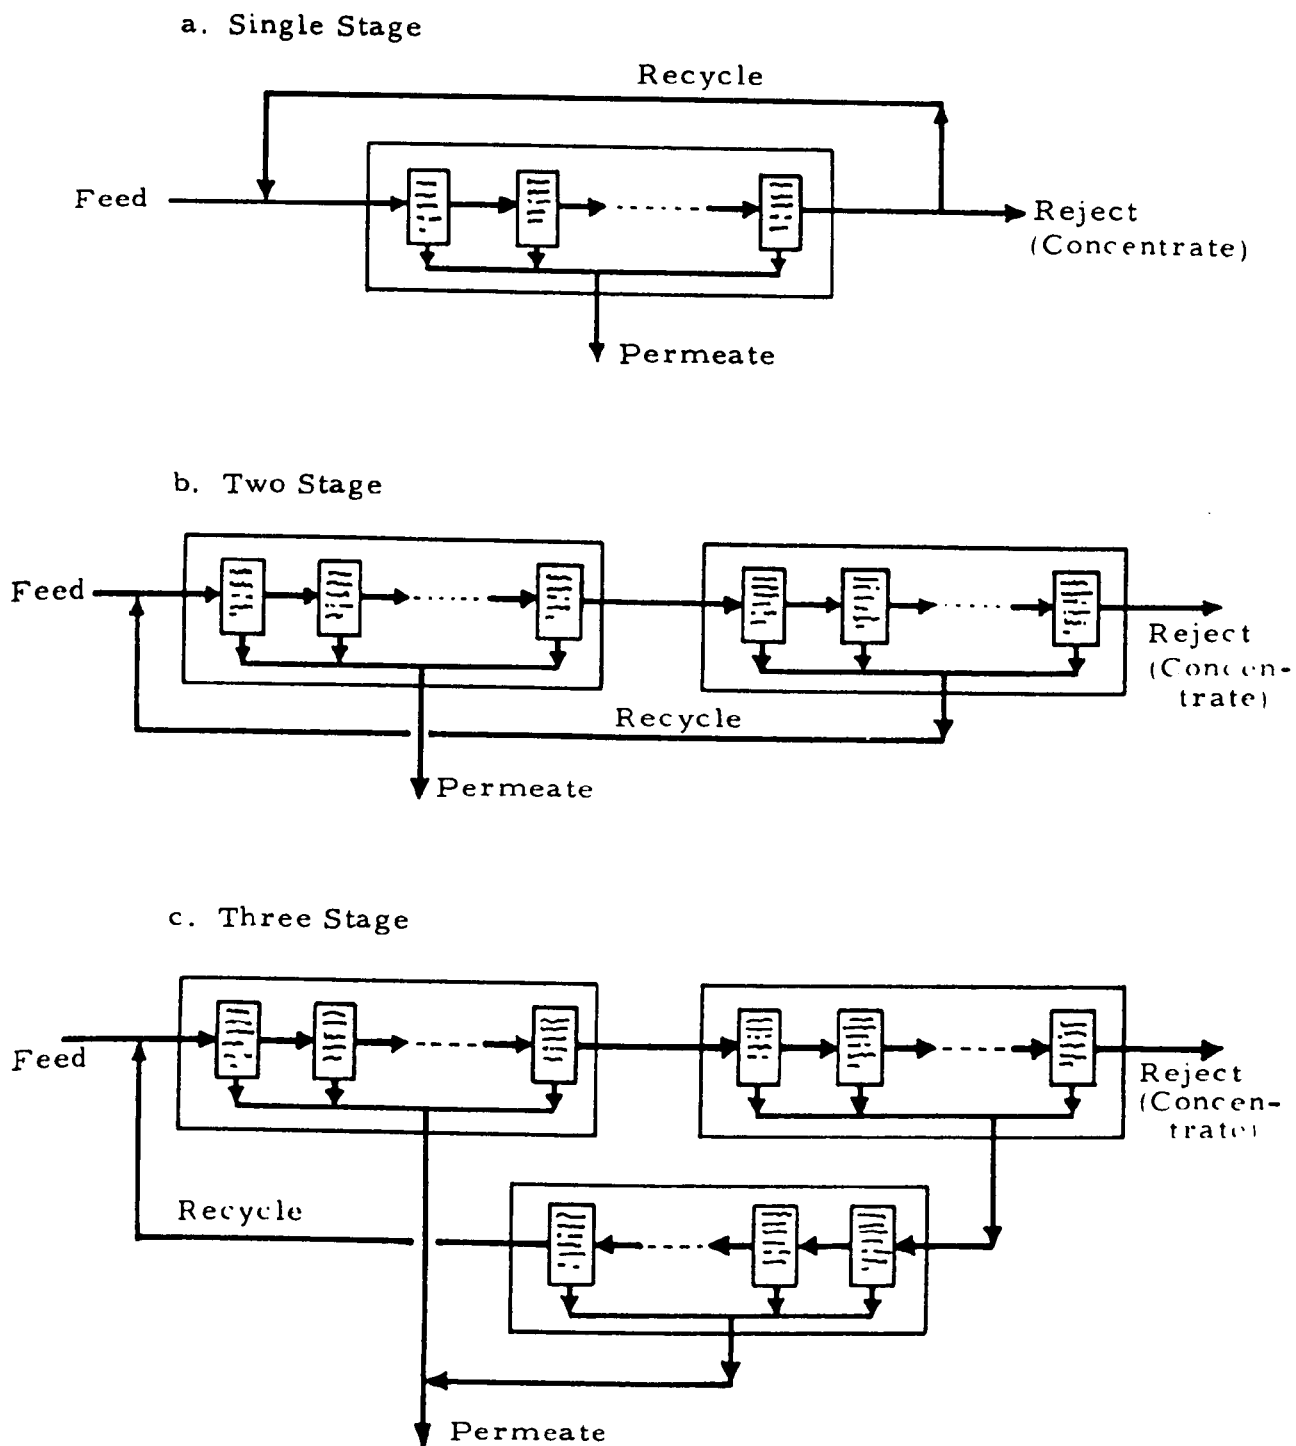 a. Single Stage
Recycle
Feed
Reject
(Concentrate)
Permeate
b. Two Stage
Feed
Reject
(Concen-
trate)
Recycle
Permeate
c. Three Stage
Feed
Reject
(Concen-
trate)
Recycle
Permeate